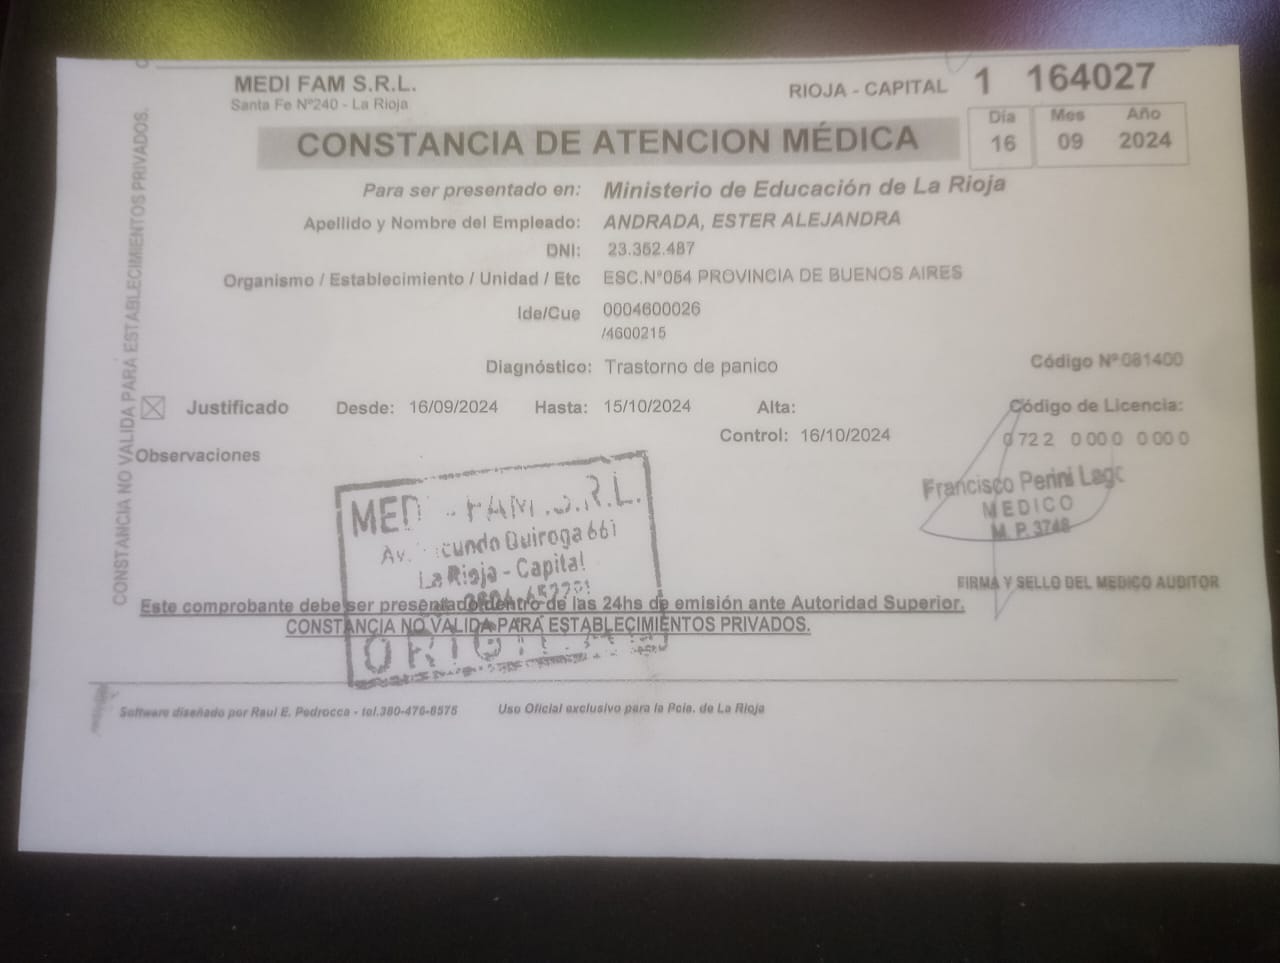 MEDI FAM S.R.L.
Santa Fe Nº240 - La Rioja
RIOJA - CAPITAL 1 164027
Día Mes Año
16 09 2024
CONSTANCIA DE ATENCION MÉDICA
Para ser presentado en: Ministerio de Educación de La Rioja
Apellido y Nombre del Empleado: ANDRADA, ESTER ALEJANDRA
DNI: 23.352.487
Organismo / Establecimiento / Unidad / Etc ESC.Nº054 PROVINCIA DE BUENOS AIRES
Ide/Cue 0004600026
/4600215
Diagnóstico: Trastorno de panico
Código Nº081400
Justificado Desde: 16/09/2024 Hasta: 15/10/2024 Alta:
Código de Licencia:
Control: 16/10/2024
0722 0000 0000
Observaciones
CONSTANCIA NO VALIDA PARA ESTABLECIMIENTOS PRIVADOS.
Francisco Perini Lago
MEDICO
M. P. 3748
FIRMA Y SELLO DEL MEDICO AUDITOR
S.R.L.
Av. Quiroga 661
La Rioja - Capital
Este comprobante debe ser presentado dentro de las 24hs de emisión ante Autoridad Superior.
CONSTANCIA NO VALIDA PARA ESTABLECIMIENTOS PRIVADOS.
Software diseñado por Raul E. Pedrocca - tel.380-476-8575
Uso Oficial exclusivo para la Pcia. de La Rioja